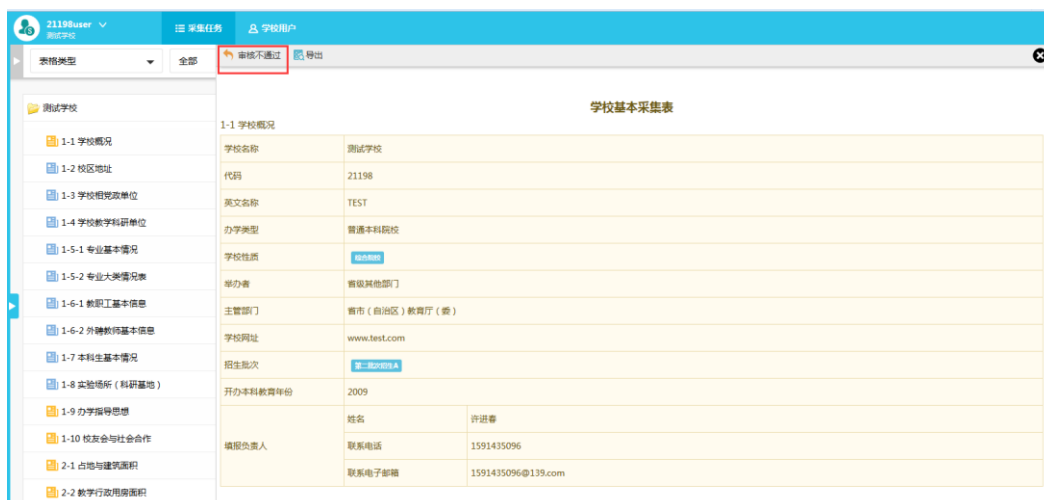 21198user
测试学校
采集任务
学校用户
表格类型
全部
审核不通过
导出
测试学校
1-1 学校概况
1-2 校区地址
1-3 学校相党政单位
1-4 学校教学科研单位
1-5-1 专业基本情况
1-5-2 专业大类情况表
1-6-1 教职工基本信息
1-6-2 外聘教师基本信息
1-7 本科生基本情况
1-8 实验场所（科研基地）
1-9 办学指导思想
1-10 校友会与社会合作
2-1 占地与建筑面积
2-2 教学行政用房面积
学校基本采集表
1-1 学校概况
学校名称 测试学校
代码 21198
英文名称 TEST
办学类型 普通本科院校
学校性质 综合院校
举办者 省级其他部门
主管部门 省市（自治区）教育厅（委）
学校网址 www.test.com
招生批次 第二批次招生A
开办本科教育年份 2009
填报负责人
姓名 许进春
联系电话 1591435096
联系电子邮箱 1591435096@139.com